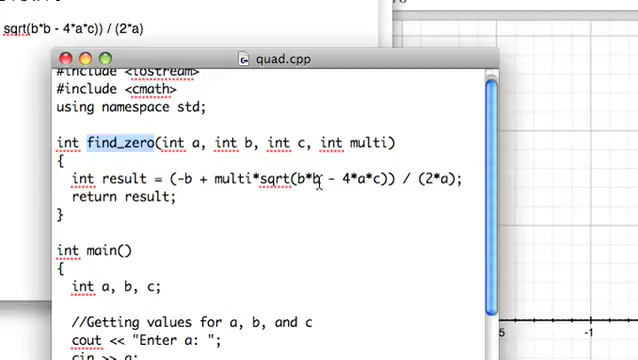 sqrt(b*b - 4*a*c)) / (2*a)
quad.cpp
#include <iostream>
#include <cmath>
using namespace std;
int find_zero(int a, int b, int c, int multi)
{
int result = (-b + multi*sqrt(b*b - 4*a*c)) / (2*a);
return result;
}
int main()
{
int a, b, c;
//Getting values for a, b, and c
cout << "Enter a: ";
cin >> a;
5
-1